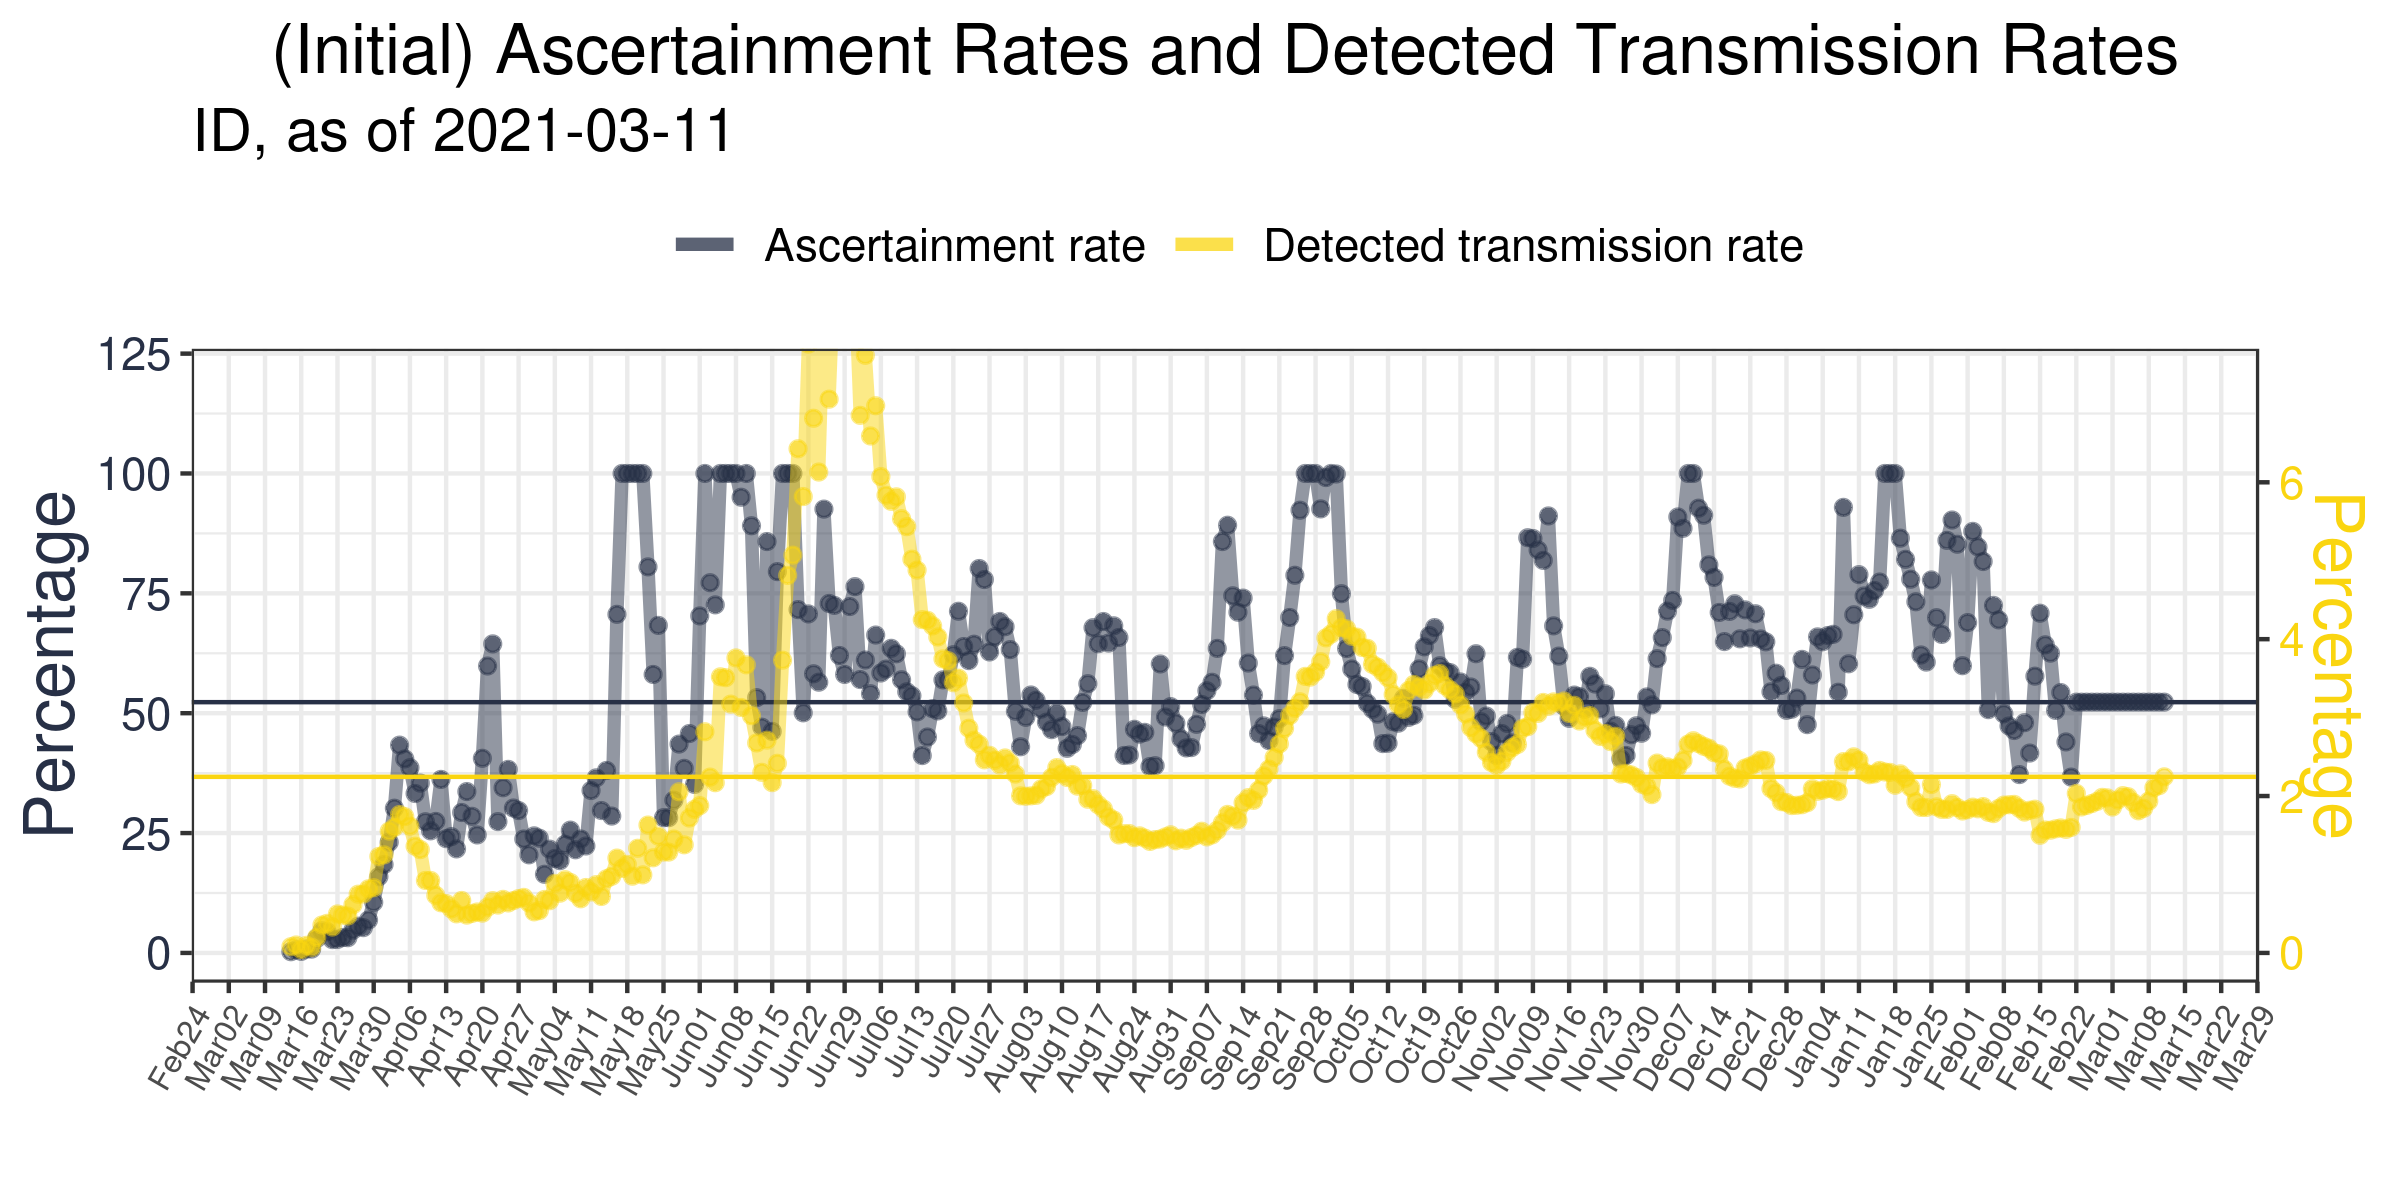 (Initial) Ascertainment Rates and Detected Transmission Rates
ID, as of 2021-03-11
Ascertainment rate
Detected transmission rate
Percentage
125
100
75
50
25
0
6
4
2
0
Percentage
Feb24
Mar02
Mar09
Mar16
Mar23
Mar30
Apr06
Apr13
Apr20
Apr27
May04
May11
May18
May25
Jun01
Jun08
Jun15
Jun22
Jun29
Jul06
Jul13
Jul20
Jul27
Aug03
Aug10
Aug17
Aug24
Aug31
Sep07
Sep14
Sep21
Sep28
Oct05
Oct12
Oct19
Oct26
Nov02
Nov09
Nov16
Nov23
Nov30
Dec07
Dec14
Dec21
Dec28
Jan04
Jan11
Jan18
Jan25
Feb01
Feb08
Feb15
Feb22
Mar01
Mar08
Mar15
Mar22
Mar29